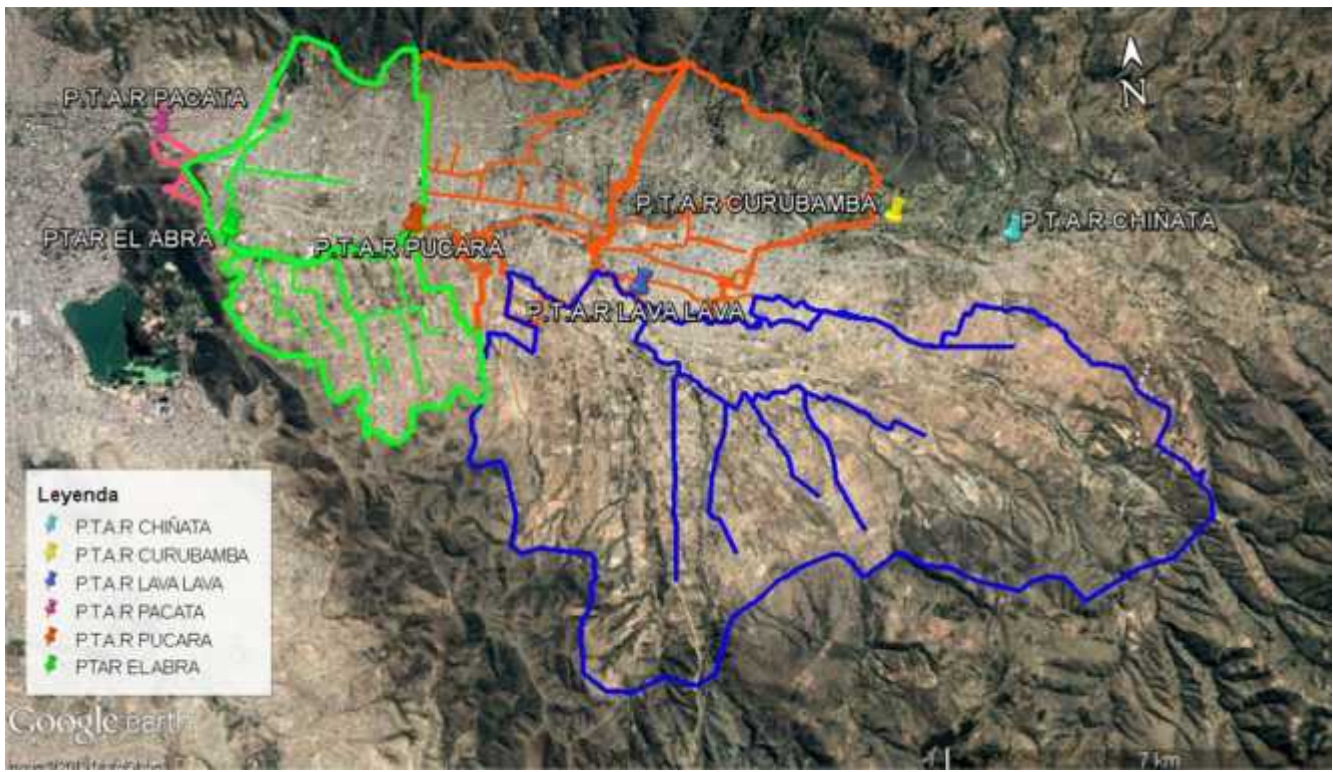 N
P.T.A.R PACATA
P.T.A.R CURUBAMBA
P.T.A.R CHIÑATA
PTAR EL ABRA
P.T.A.R PUCARA
P.T.A.R LAVA LAVA
Leyenda
P.T.A.R CHIÑATA
P.T.A.R CURUBAMBA
P.T.A.R LAVA LAVA
P.T.A.R PACATA
P.T.A.R PUCARA
PTAR EL ABRA
Google earth
7 km